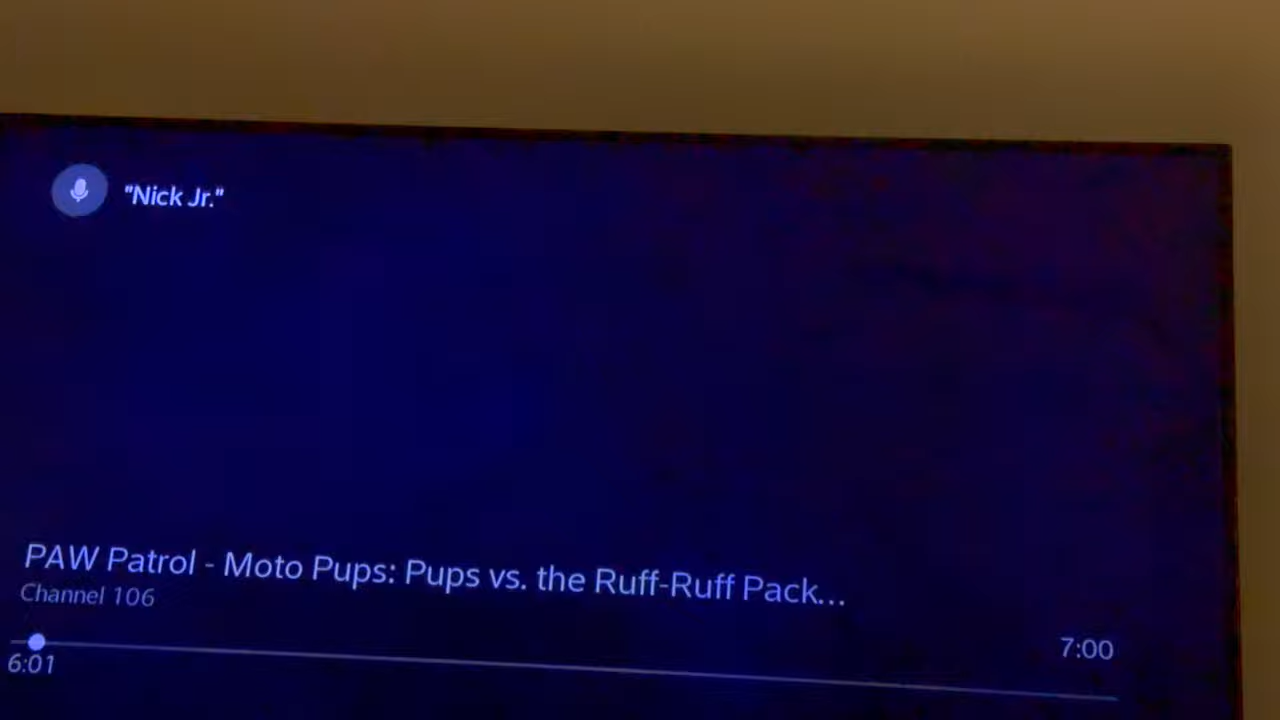 "Nick Jr."
PAW Patrol - Moto Pups: Pups vs. the Ruff-Ruff Pack...
Channel 106
7:00
6:01